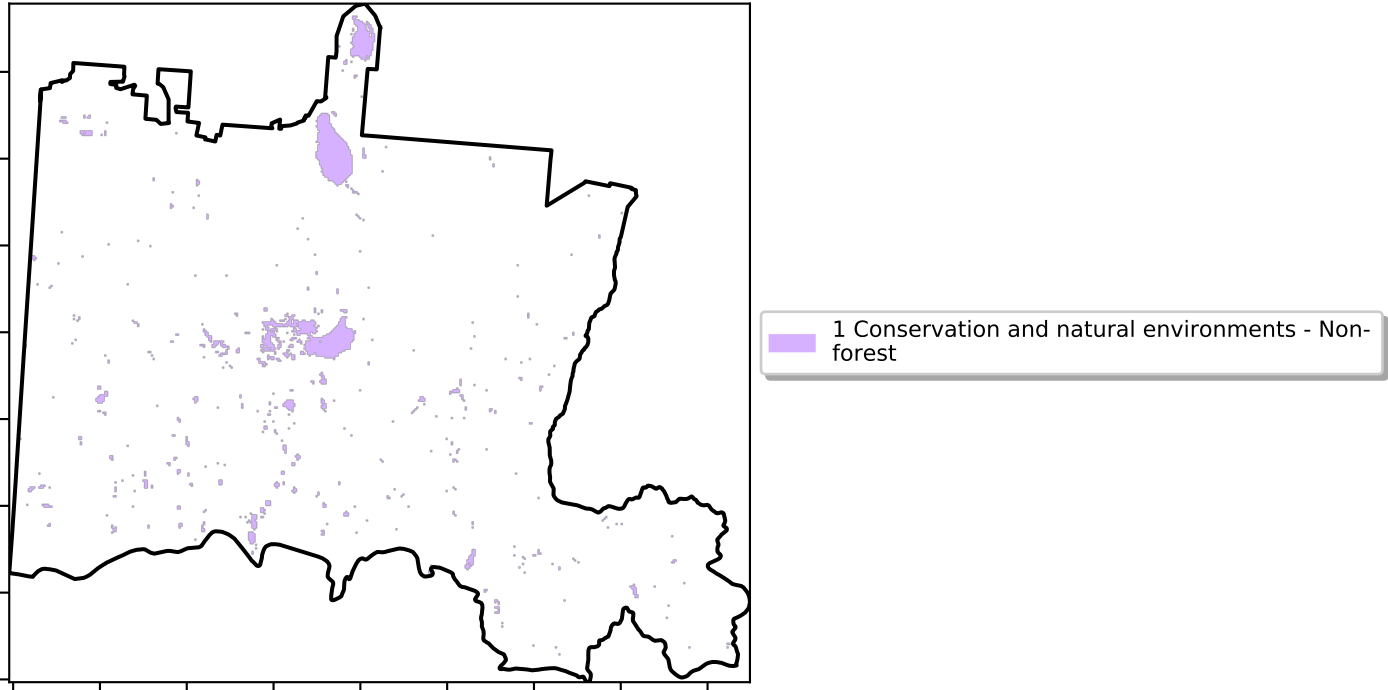 1 Conservation and natural environments - Non-
forest